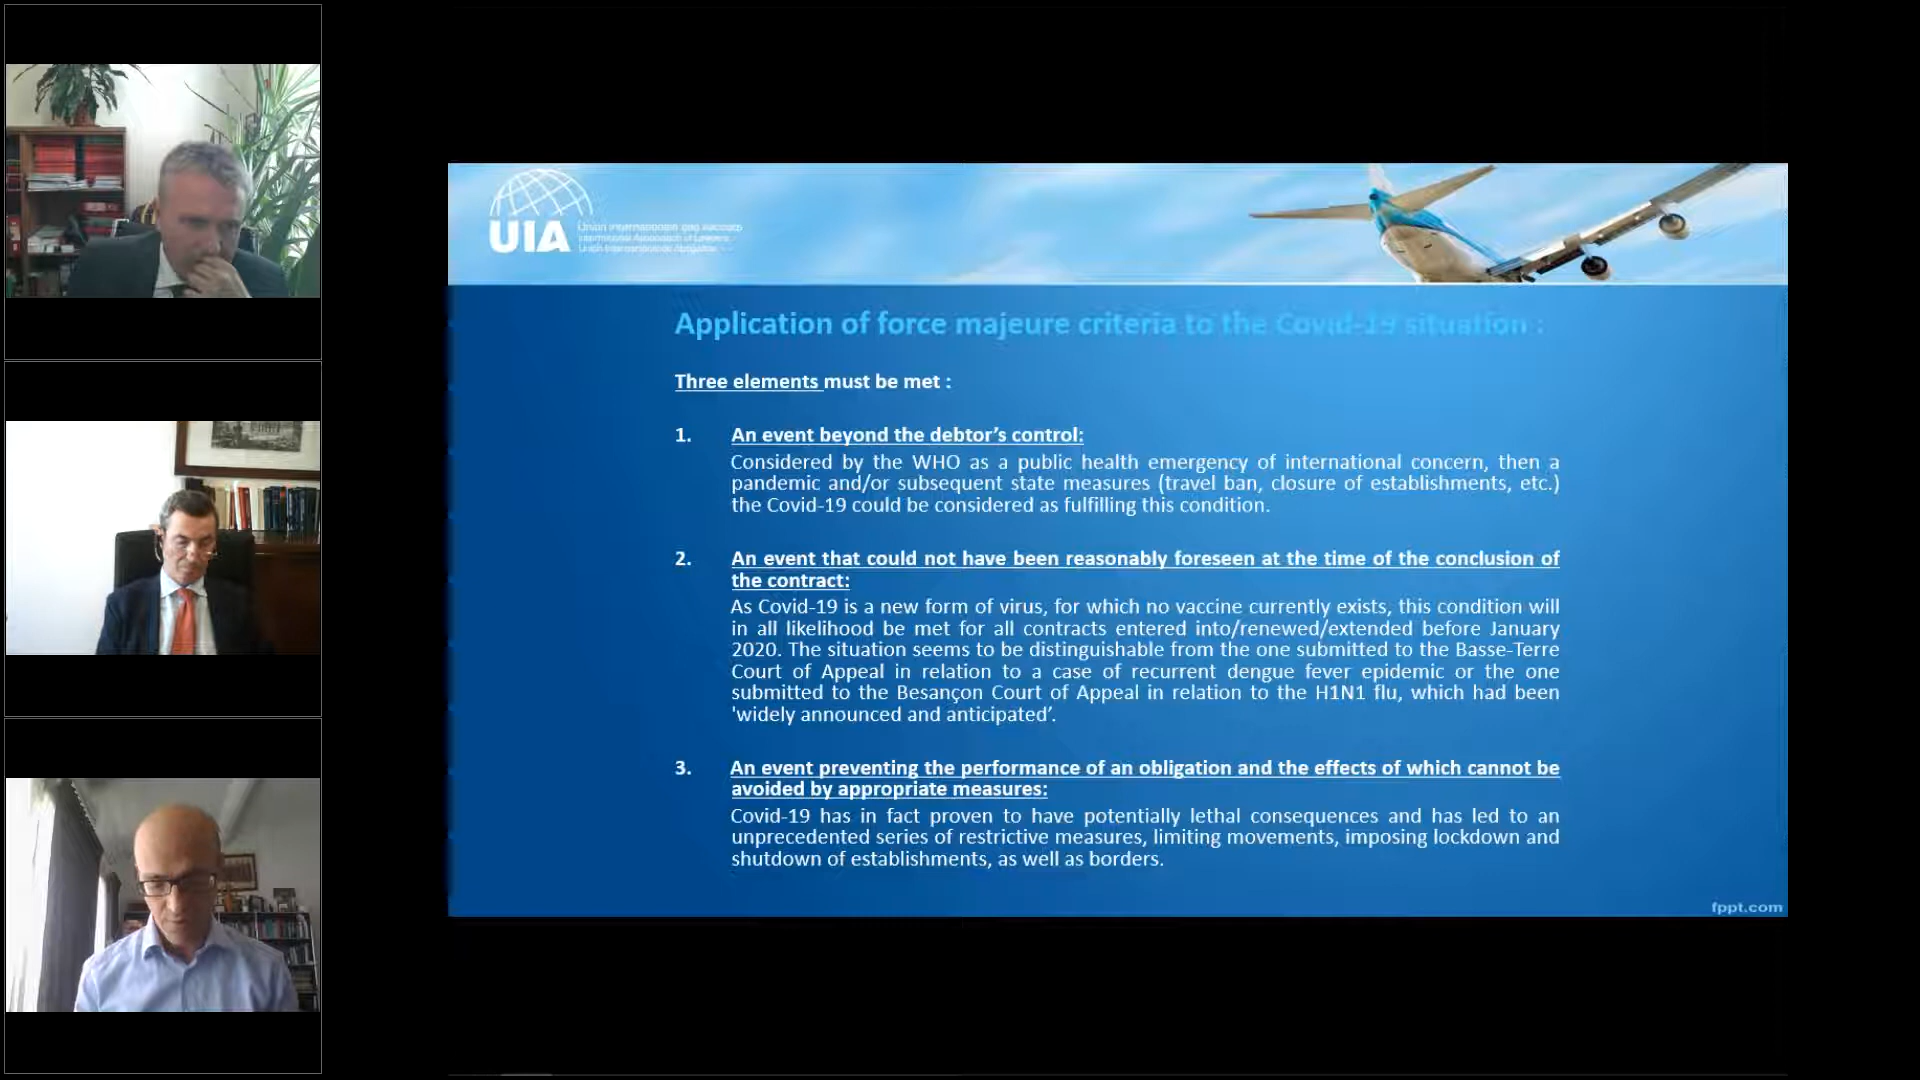 UIA
International Association of Lawyers
Application of force majeure criteria to the Covid-19 situation :
Three elements must be met :
1. An event beyond the debtor’s control:
Considered by the WHO as a public health emergency of international concern, then a
pandemic and/or subsequent state measures (travel ban, closure of establishments, etc.)
the Covid-19 could be considered as fulfilling this condition.
2. An event that could not have been reasonably foreseen at the time of the conclusion of
the contract:
As Covid-19 is a new form of virus, for which no vaccine currently exists, this condition will
in all likelihood be met for all contracts entered into/renewed/extended before January
2020. The situation seems to be distinguishable from the one submitted to the Basse-Terre
Court of Appeal in relation to a case of recurrent dengue fever epidemic or the one
submitted to the Besançon Court of Appeal in relation to the H1N1 flu, which had been
'widely announced and anticipated’.
3. An event preventing the performance of an obligation and the effects of which cannot be
avoided by appropriate measures:
Covid-19 has in fact proven to have potentially lethal consequences and has led to an
unprecedented series of restrictive measures, limiting movements, imposing lockdown and
shutdown of establishments, as well as borders.
fppt.com